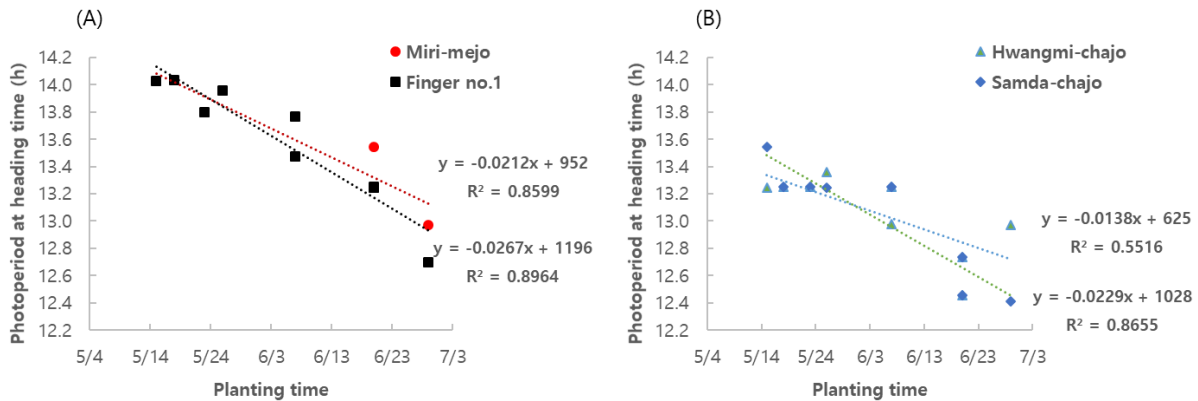 (A)
Miri-mejo
Finger no.1
Photoperiod at heading time (h)
14.2
14.0
13.8
13.6
13.4
13.2
13.0
12.8
12.6
12.4
12.2
y = -0.0212x + 952
R² = 0.8599
y = -0.0267x + 1196
R² = 0.8964
5/4 5/14 5/24 6/3 6/13 6/23 7/3
Planting time
(B)
Hwangmi-chajo
Samda-chajo
Photoperiod at heading time (h)
14.2
14.0
13.8
13.6
13.4
13.2
13.0
12.8
12.6
12.4
12.2
y = -0.0138x + 625
R² = 0.5516
y = -0.0229x + 1028
R² = 0.8655
5/4 5/14 5/24 6/3 6/13 6/23 7/3
Planting time